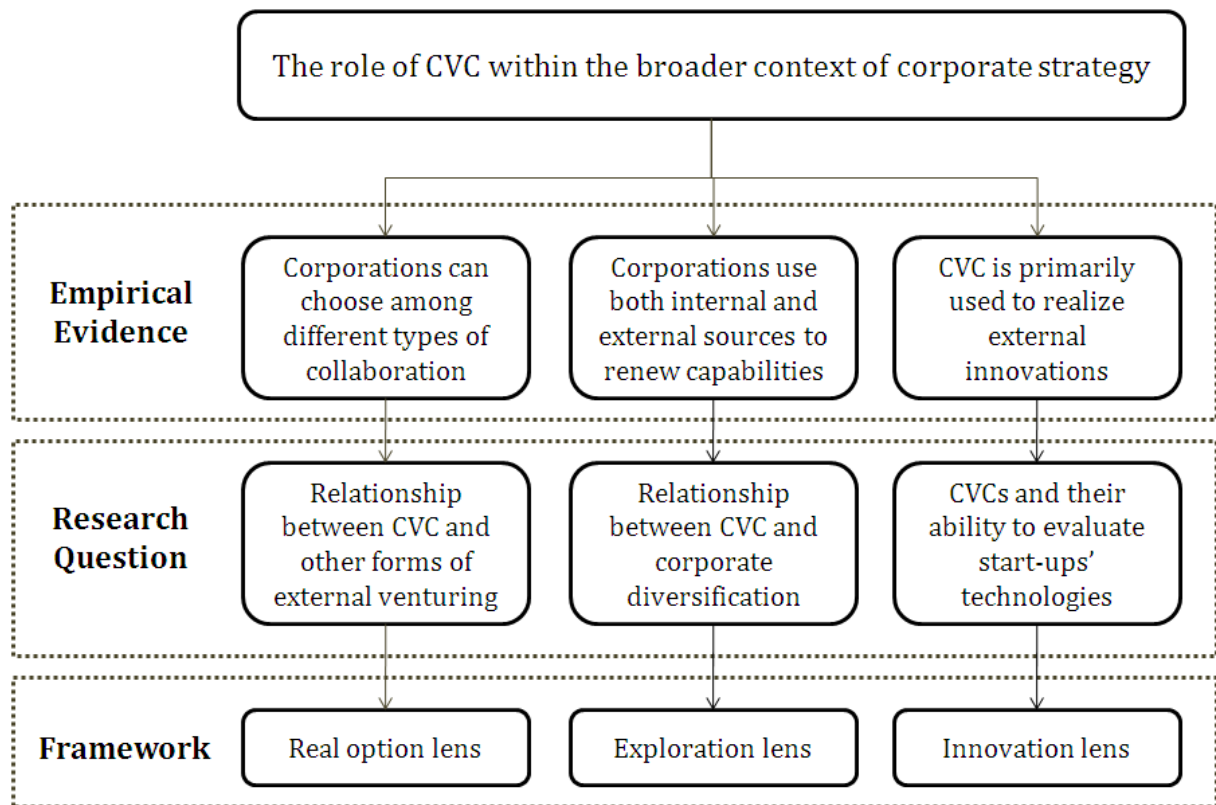 The role of CVC within the broader context of corporate strategy
Empirical
Evidence
Corporations can
choose among
different types of
collaboration
Corporations use
both internal and
external sources to
renew capabilities
CVC is primarily
used to realize
external
innovations
Research
Question
Relationship
between CVC and
other forms of
external venturing
Relationship
between CVC and
corporate
diversification
CVCs and their
ability to evaluate
start-ups’
technologies
Framework
Real option lens
Exploration lens
Innovation lens